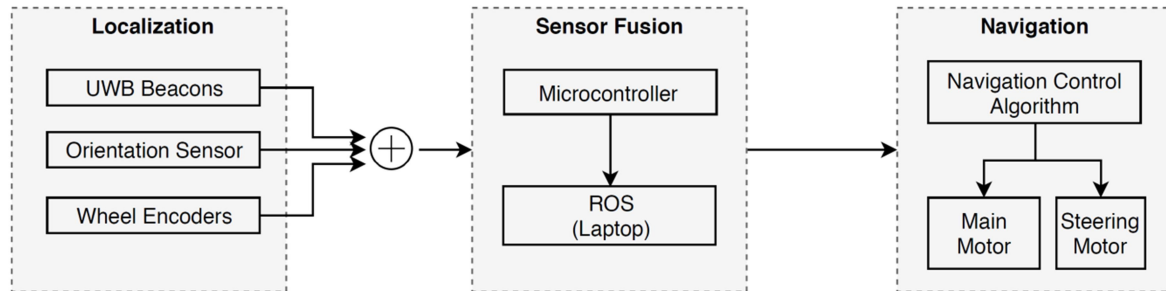 Localization
UWB Beacons
Orientation Sensor
Wheel Encoders
Sensor Fusion
Microcontroller
ROS
(Laptop)
Navigation
Navigation Control
Algorithm
Main
Motor
Steering
Motor